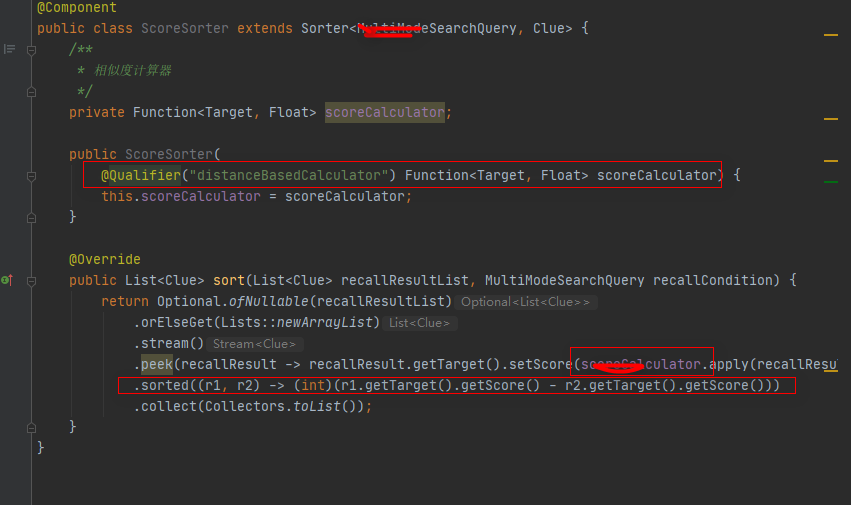 @Component
public class ScoreSorter extends Sorter<MultiModeSearchQuery, Clue> {
/**
* 相似度计算器
*/
private Function<Target, Float> scoreCalculator;
public ScoreSorter(
@Qualifier("distanceBasedCalculator") Function<Target, Float> scoreCalculator) {
this.scoreCalculator = scoreCalculator;
}
@Override
public List<Clue> sort(List<Clue> recallResultList, MultiModeSearchQuery recallCondition) {
return Optional.ofNullable(recallResultList) Optional<List<Clue>>
.orElseGet(Lists::newArrayList) List<Clue>
.stream() Stream<Clue>
.peek(recallResult -> recallResult.getTarget().setScore(scoreCalculator.apply(recallResu
.sorted((r1, r2) -> (int)(r1.getTarget().getScore() - r2.getTarget().getScore()))
.collect(Collectors.toList());
}
}